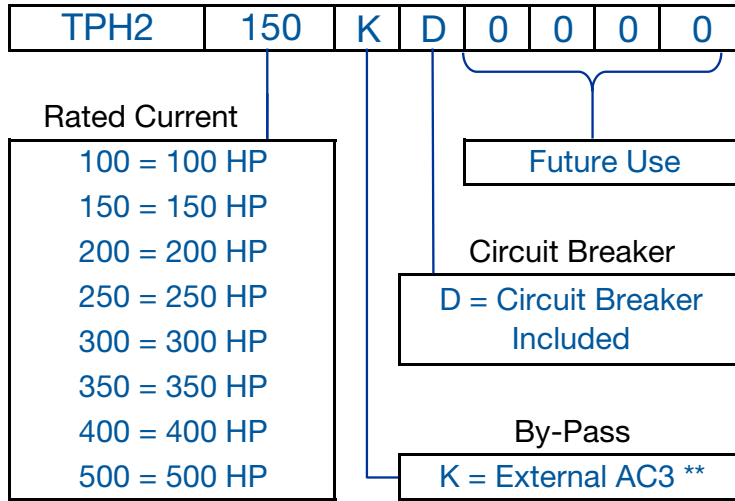 TPH2 150 K D 0 0 0 0
Rated Current
100 = 100 HP
150 = 150 HP
200 = 200 HP
250 = 250 HP
300 = 300 HP
350 = 350 HP
400 = 400 HP
500 = 500 HP
Future Use
Circuit Breaker
D = Circuit Breaker
Included
By-Pass
K = External AC3 **